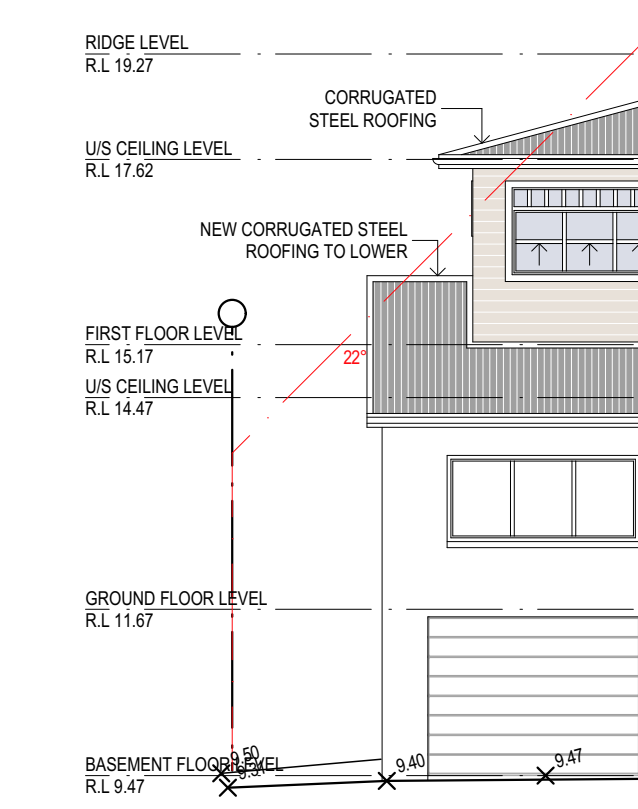 RIDGE LEVEL
R.L 19.27
CORRUGATED
STEEL ROOFING
U/S CEILING LEVEL
R.L 17.62
NEW CORRUGATED STEEL
ROOFING TO LOWER
FIRST FLOOR LEVEL
R.L 15.17
22°
U/S CEILING LEVEL
R.L 14.47
GROUND FLOOR LEVEL
R.L 11.67
BASEMENT FLOOR LEVEL
R.L 9.47
9.50
9.40
9.47